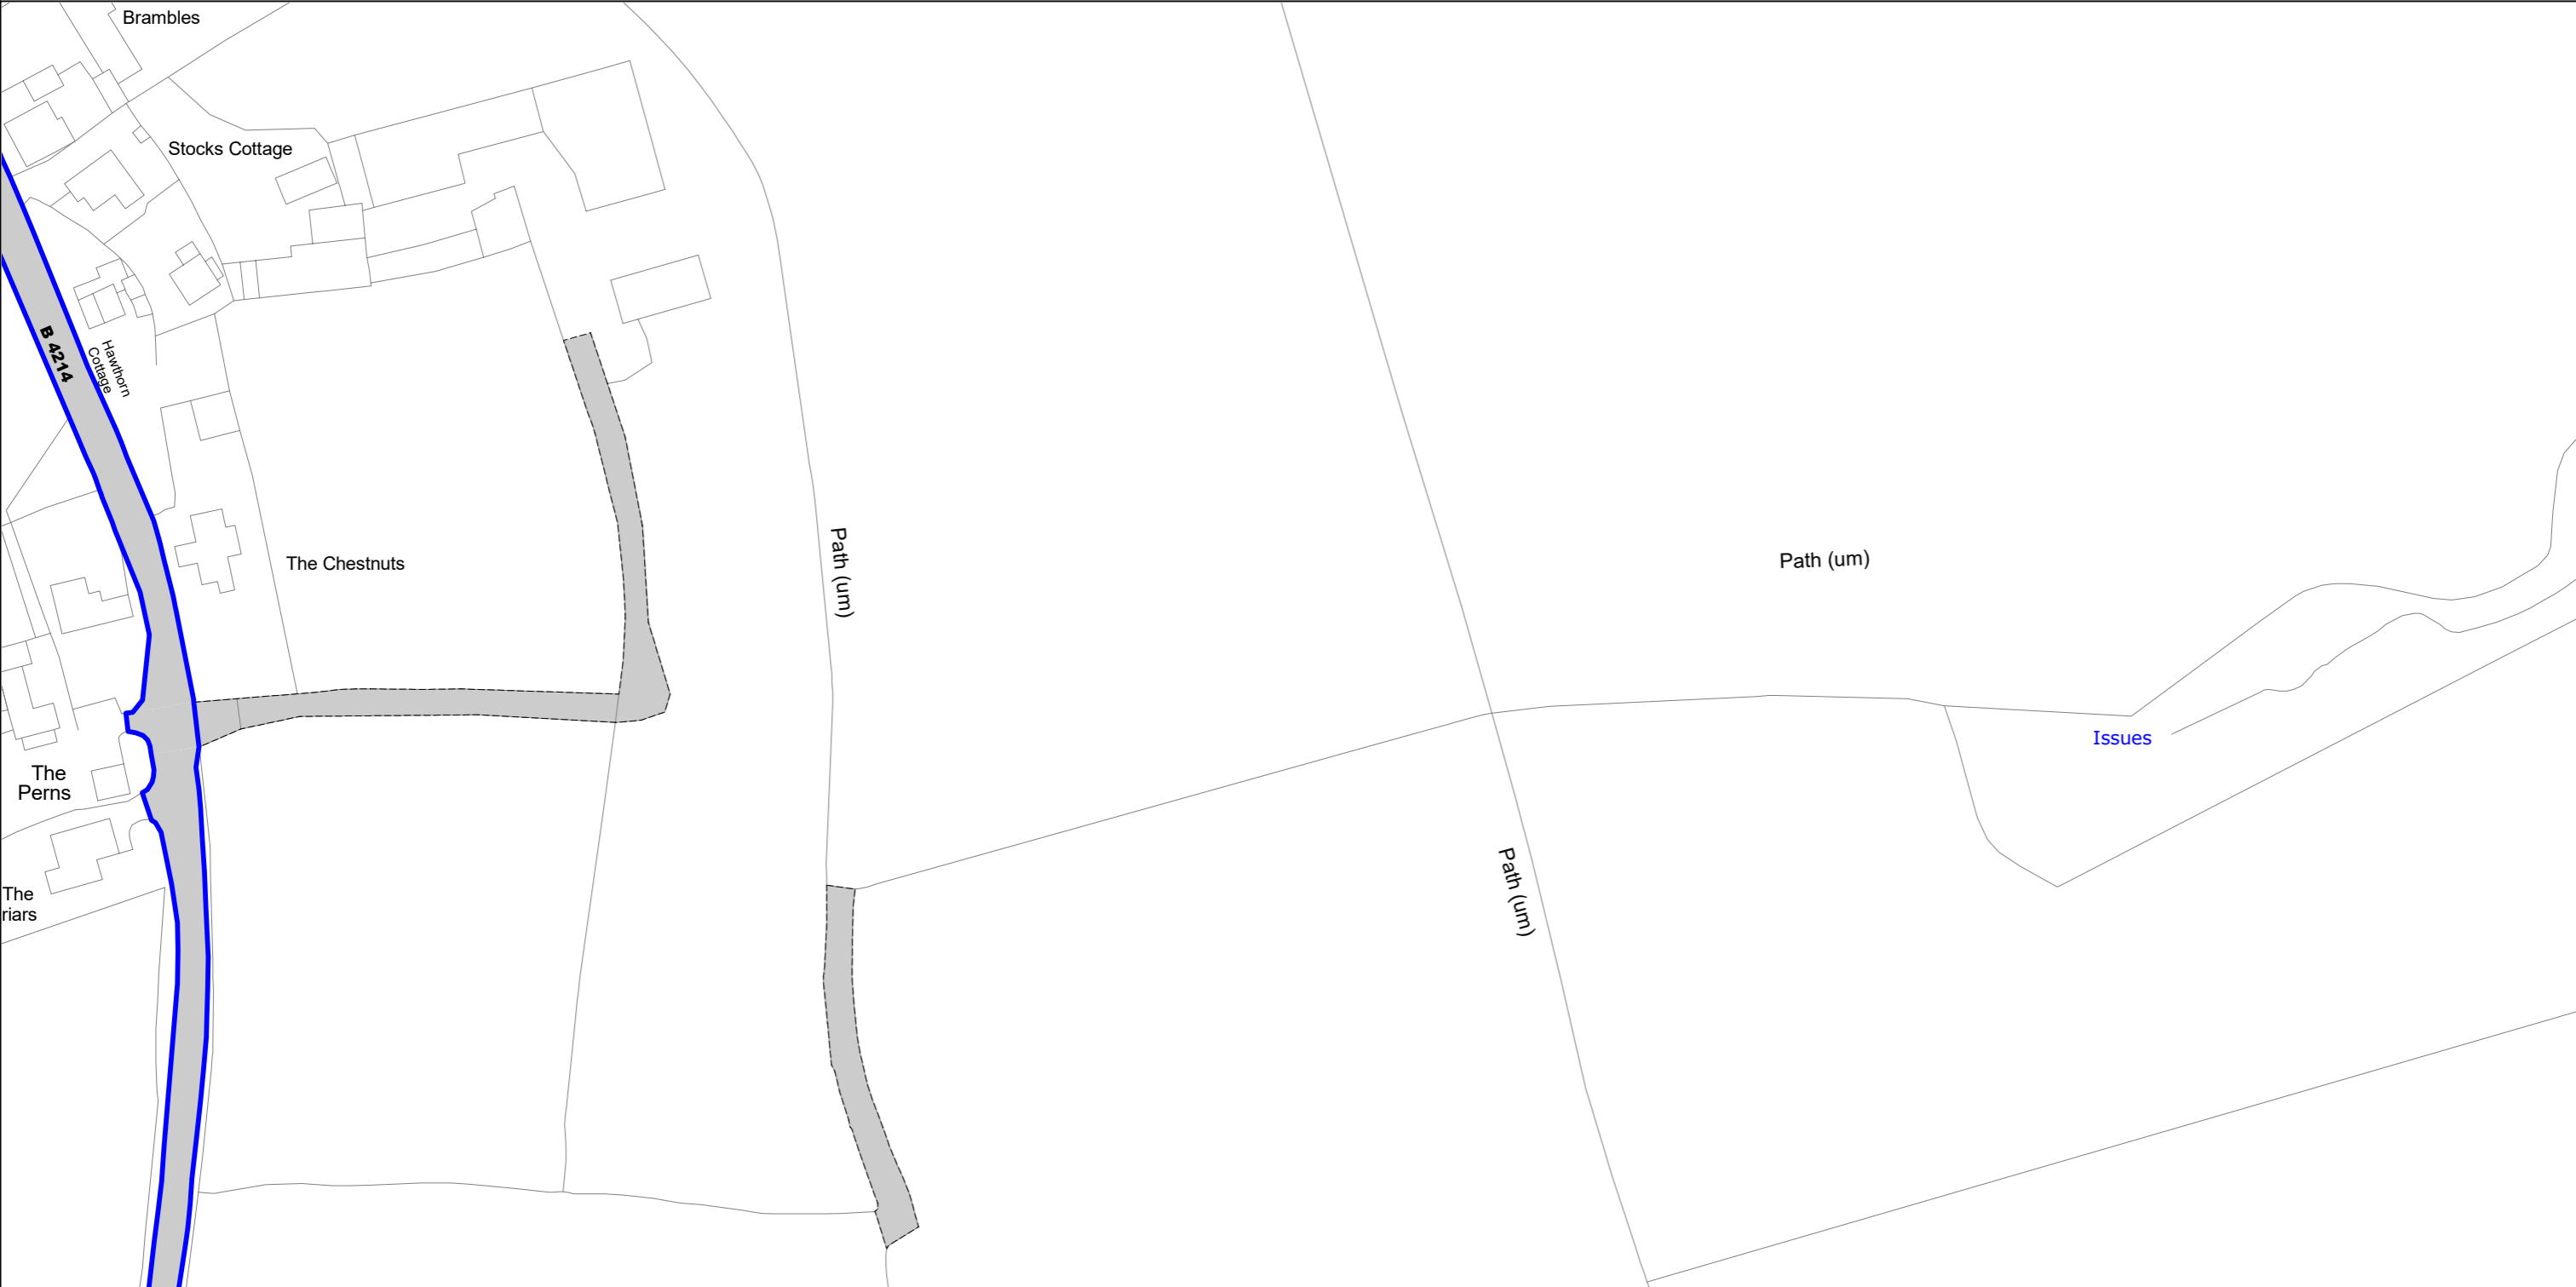 Brambles
Stocks Cottage
B 4214
Hawthorn
Cottage
The Chestnuts
Path (um)
Path (um)
Issues
The
Perns
Path (um)
The
riars